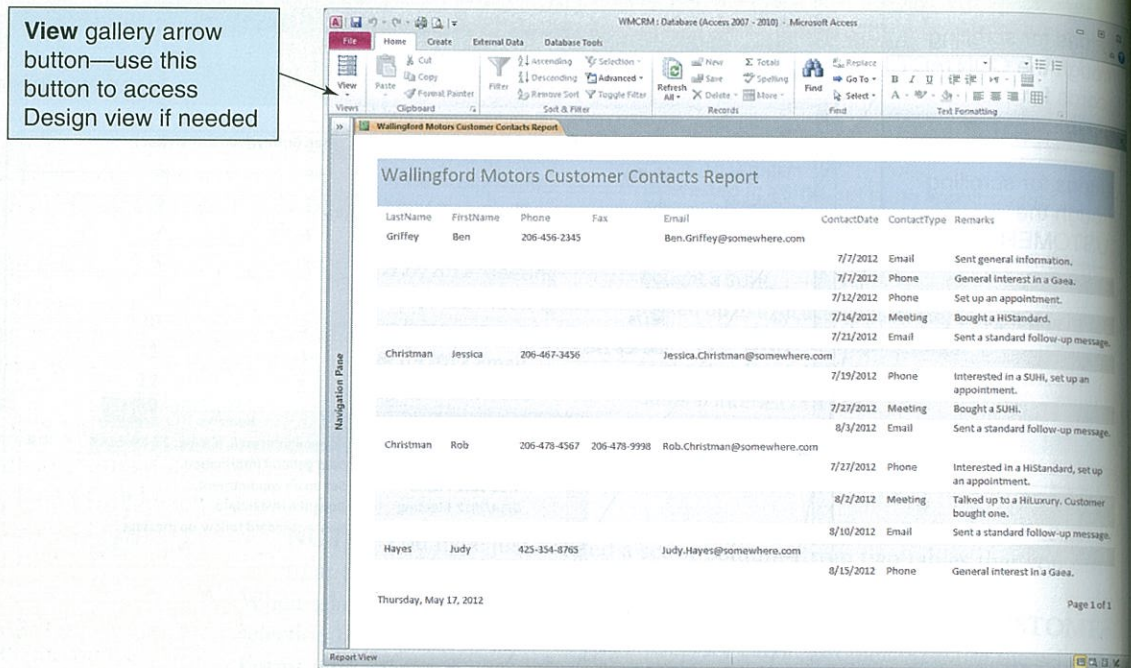 View gallery arrow
button—use this
button to access
Design view if needed
WMCRM : Database (Access 2007 - 2010) - Microsoft Access
File Home Create External Data Database Tools
View
Views
Paste
Cut
Copy
Format Painter
Clipboard
Filter
Ascending
Descending
Remove Sort
Selection
Advanced
Toggle Filter
Sort & Filter
Refresh
All
New
Save
Delete
Totals
Spelling
More
Records
Find
Replace
Go To
Select
Find
B I U
A
Text Formatting
Wallingford Motors Customer Contacts Report
Navigation Pane
Wallingford Motors Customer Contacts Report
LastName FirstName Phone Fax Email ContactDate ContactType Remarks
Griffey Ben 206-456-2345 Ben.Griffey@somewhere.com
7/7/2012 Email Sent general information.
7/7/2012 Phone General interest in a Gaea.
7/12/2012 Phone Set up an appointment.
7/14/2012 Meeting Bought a HiStandard.
7/21/2012 Email Sent a standard follow-up message.
Christman Jessica 206-467-3456 Jessica.Christman@somewhere.com
7/19/2012 Phone Interested in a SUHi, set up an
appointment.
7/27/2012 Meeting Bought a SUHi.
8/3/2012 Email Sent a standard follow-up message.
Christman Rob 206-478-4567 206-478-9998 Rob.Christman@somewhere.com
7/27/2012 Phone Interested in a HiStandard, set up
an appointment.
8/2/2012 Meeting Talked up to a HiLuxury. Customer
bought one.
8/10/2012 Email Sent a standard follow-up message.
Hayes Judy 425-354-8765 Judy.Hayes@somewhere.com
8/15/2012 Phone General interest in a Gaea.
Thursday, May 17, 2012 Page 1 of 1
Report View